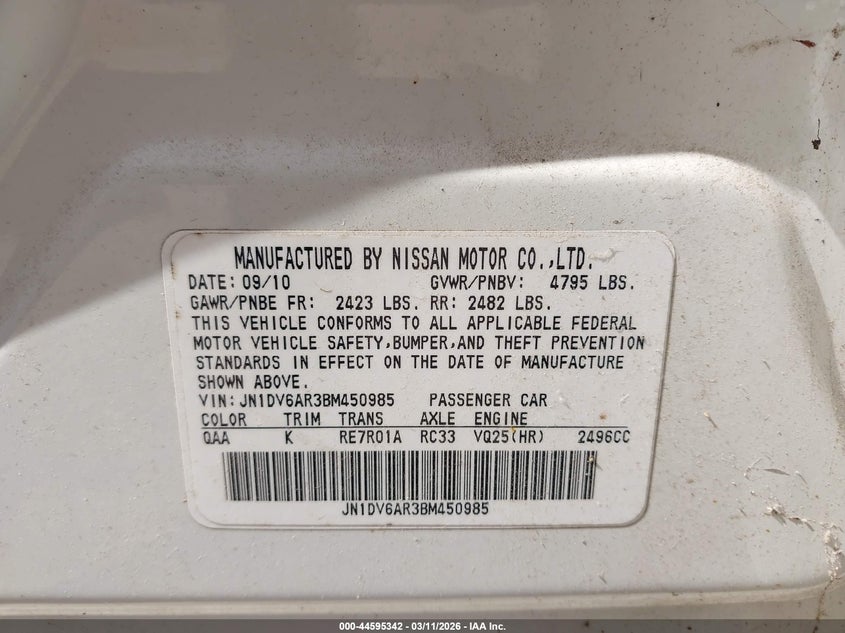 MANUFACTURED BY NISSAN MOTOR CO.,LTD.
DATE: 09/10 GVWR/PNBV: 4795 LBS.
GAWR/PNBE FR: 2423 LBS. RR: 2482 LBS.
THIS VEHICLE CONFORMS TO ALL APPLICABLE FEDERAL
MOTOR VEHICLE SAFETY,BUMPER,AND THEFT PREVENTION
STANDARDS IN EFFECT ON THE DATE OF MANUFACTURE
SHOWN ABOVE.
VIN: JN1DV6AR3BM450985 PASSENGER CAR
COLOR TRIM TRANS AXLE ENGINE
QAA K RE7R01A RC33 VQ25(HR) 2496CC
JN1DV6AR3BM450985
000-44595342 - 03/11/2026 - IAA Inc.